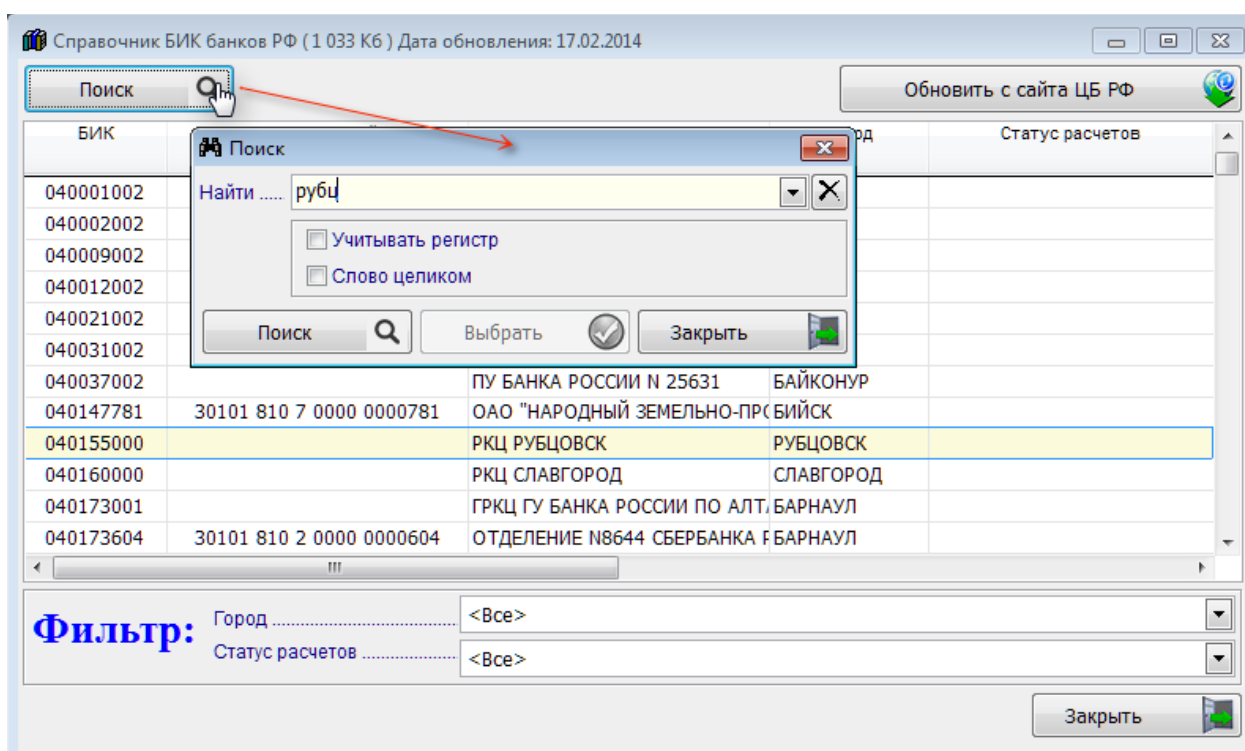 Справочник БИК банков РФ ( 1 033 Кб ) Дата обновления: 17.02.2014
Поиск
Обновить с сайта ЦБ РФ
БИК Статус расчетов
Поиск
Найти ...... рубц
Учитывать регистр
Слово целиком
Поиск Выбрать Закрыть
040001002
040002002
040009002
040012002
040021002
040031002
040037002 ПУ БАНКА РОССИИ N 25631 БАЙКОНУР
040147781 30101 810 7 0000 0000781 ОАО "НАРОДНЫЙ ЗЕМЕЛЬНО-ПРО БИЙСК
040155000 РКЦ РУБЦОВСК РУБЦОВСК
040160000 РКЦ СЛАВГОРОД СЛАВГОРОД
040173001 ГРКЦ ГУ БАНКА РОССИИ ПО АЛТА БАРНАУЛ
040173604 30101 810 2 0000 0000604 ОТДЕЛЕНИЕ N8644 СБЕРБАНКА Р БАРНАУЛ
Фильтр:
Город ........ <Все>
Статус расчетов ........ <Все>
Закрыть